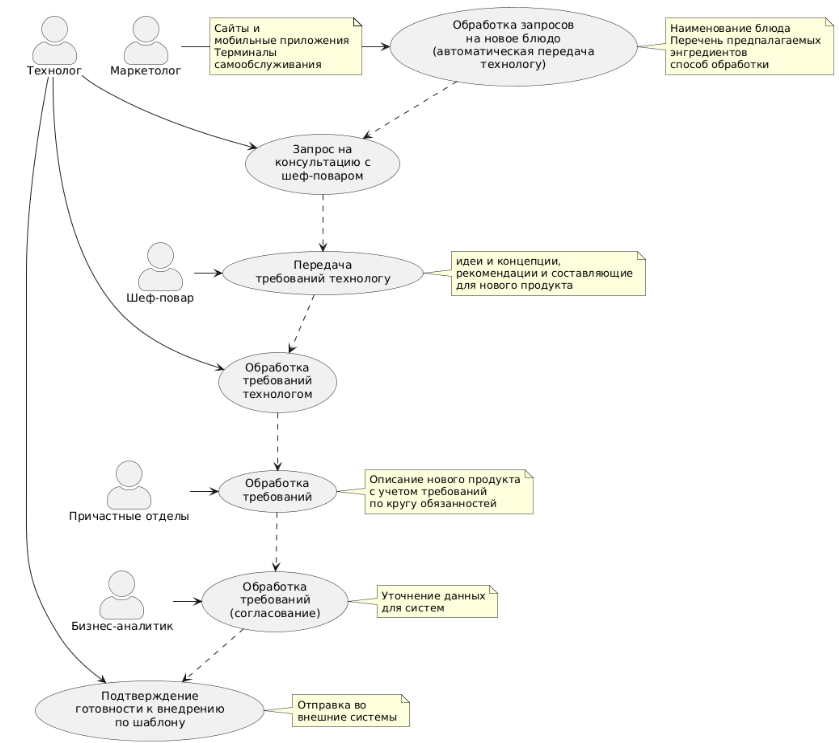 Технолог
Маркетолог
Сайты и
мобильные приложения
Терминалы
самообслуживания
Обработка запросов
на новое блюдо
(автоматическая передача
технологу)
Наименование блюда
Перечень предпалагаемых
энгредиентов
способ обработки
Запрос на
консультацию с
шеф-поваром
Шеф-повар
Передача
требований технологу
идеи и концепции,
рекомендации и составляющие
для нового продукта
Обработка
требований
технологом
Причастные отделы
Обработка
требований
Описание нового продукта
с учетом требований
по кругу обязанностей
Бизнес-аналитик
Обработка
требований
(согласование)
Уточнение данных
для систем
Подтверждение
готовности к внедрению
по шаблону
Отправка во
внешние системы